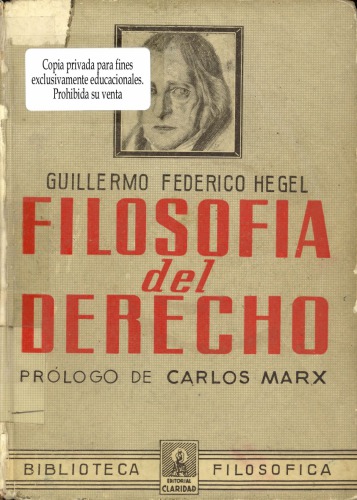 Copia privada para fines
exclusivamente educacionales.
Prohibida su venta
GUILLERMO FEDERICO HEGEL
FILOSOFIA
del
DERECHO
PRÓLOGO DE CARLOS MARX
EDITORIAL
CLARIDAD
BIBLIOTECA FILOSOFICA